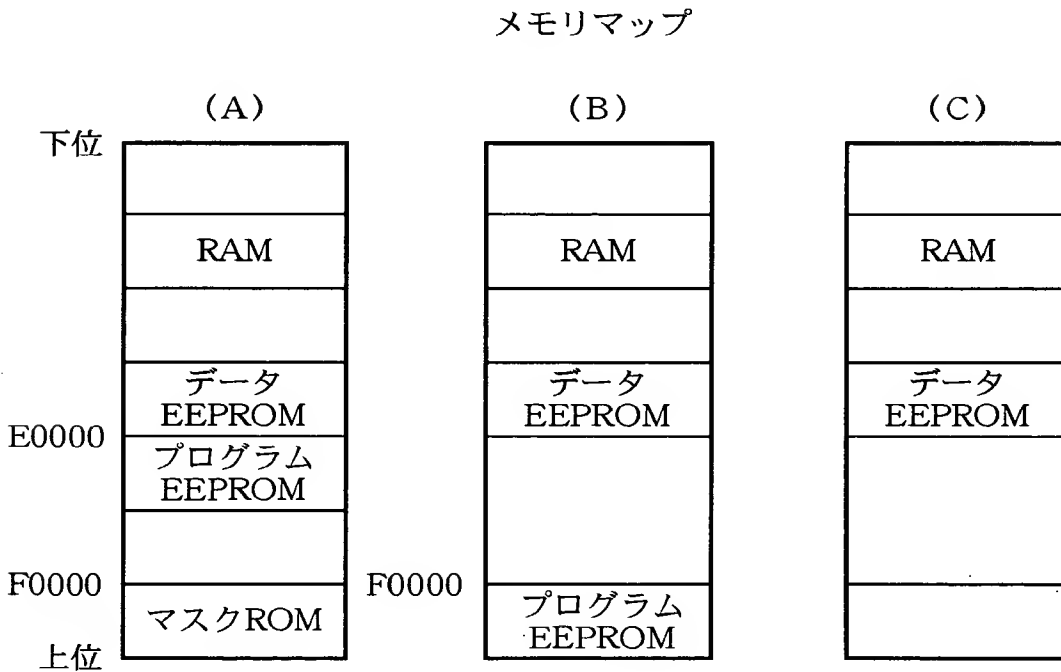 メモリマップ
(A)
下位
RAM
データ
EEPROM
E0000
プログラム
EEPROM
F0000
マスクROM
上位
(B)
RAM
データ
EEPROM
F0000
プログラム
EEPROM
(C)
RAM
データ
EEPROM